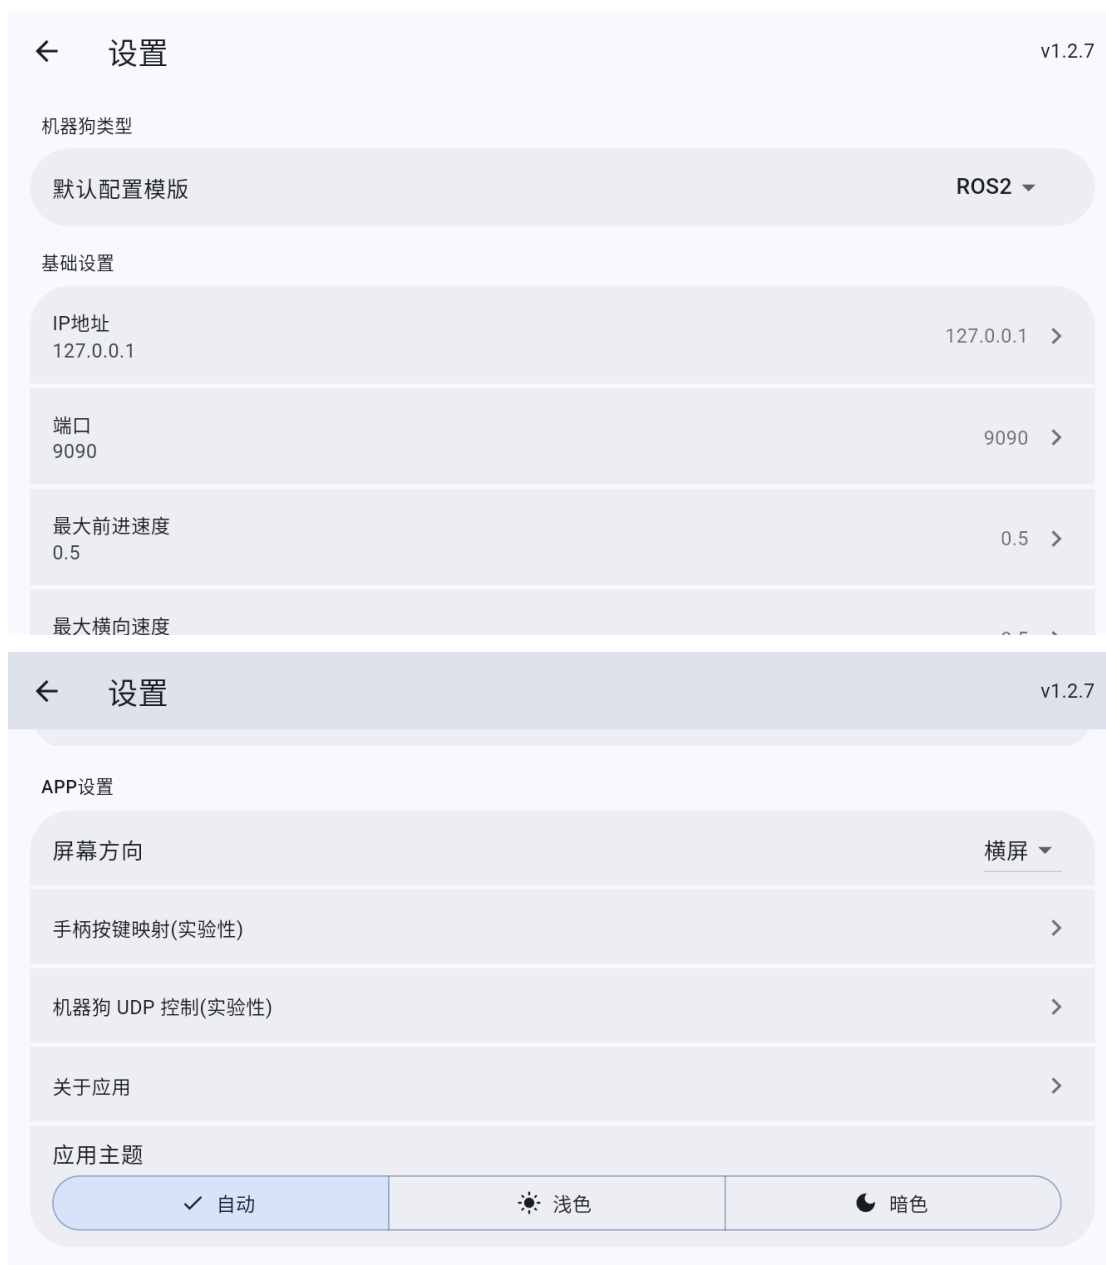 设置
v1.2.7
机器狗类型
默认配置模版
ROS2
基础设置
IP地址
127.0.0.1
127.0.0.1
端口
9090
9090
最大前进速度
0.5
0.5
最大横向速度
设置
v1.2.7
APP设置
屏幕方向
横屏
手柄按键映射(实验性)
机器狗 UDP 控制(实验性)
关于应用
应用主题
自动
浅色
暗色